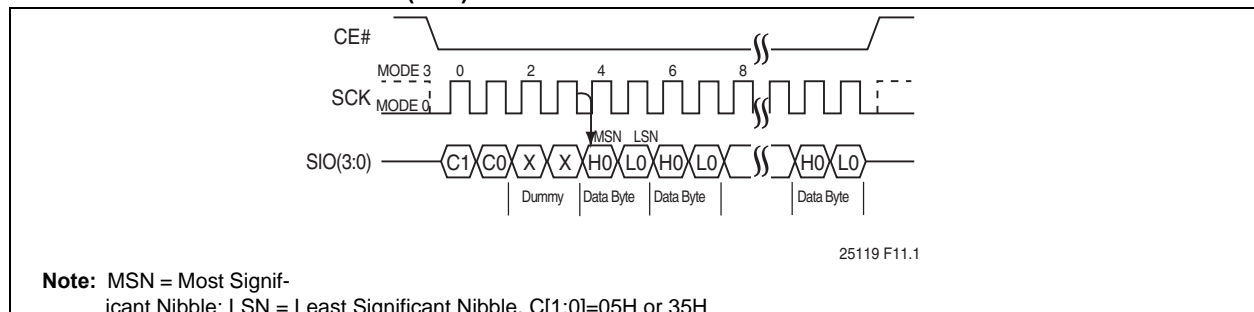 CE#
MODE 3 0 2 4 6 8
SCK MODE 0
MSN LSN
SIO(3:0) C1 C0 X X H0 L0 H0 L0 H0 L0
Dummy Data Byte Data Byte Data Byte
25119 F11.1
Note: MSN = Most Signif-
icant Nibble; LSN = Least Significant Nibble, C[1:0]=05H or 35H